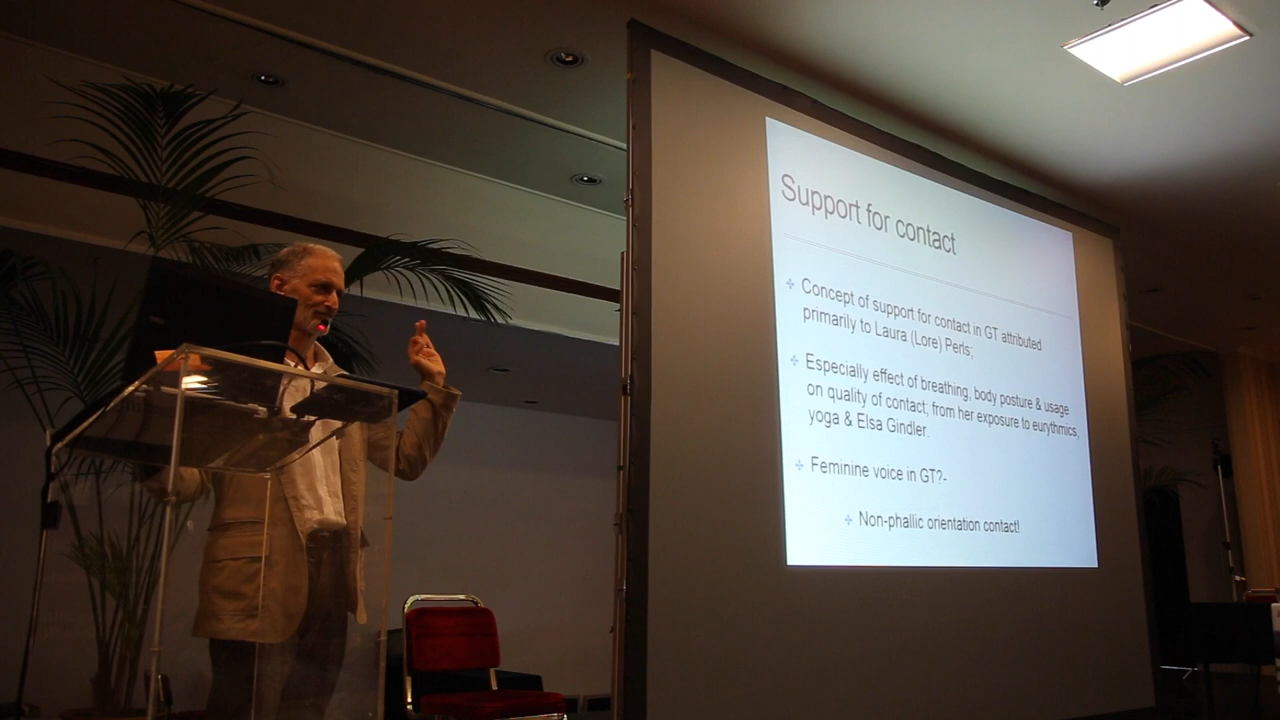 Support for contact
Concept of support for contact in GT attributed
primarily to Laura (Lore) Perls;
Especially effect of breathing, body posture & usage
on quality of contact; from her exposure to eurythmics,
yoga & Elsa Gindler.
Feminine voice in GT?-
Non-phallic orientation contact!